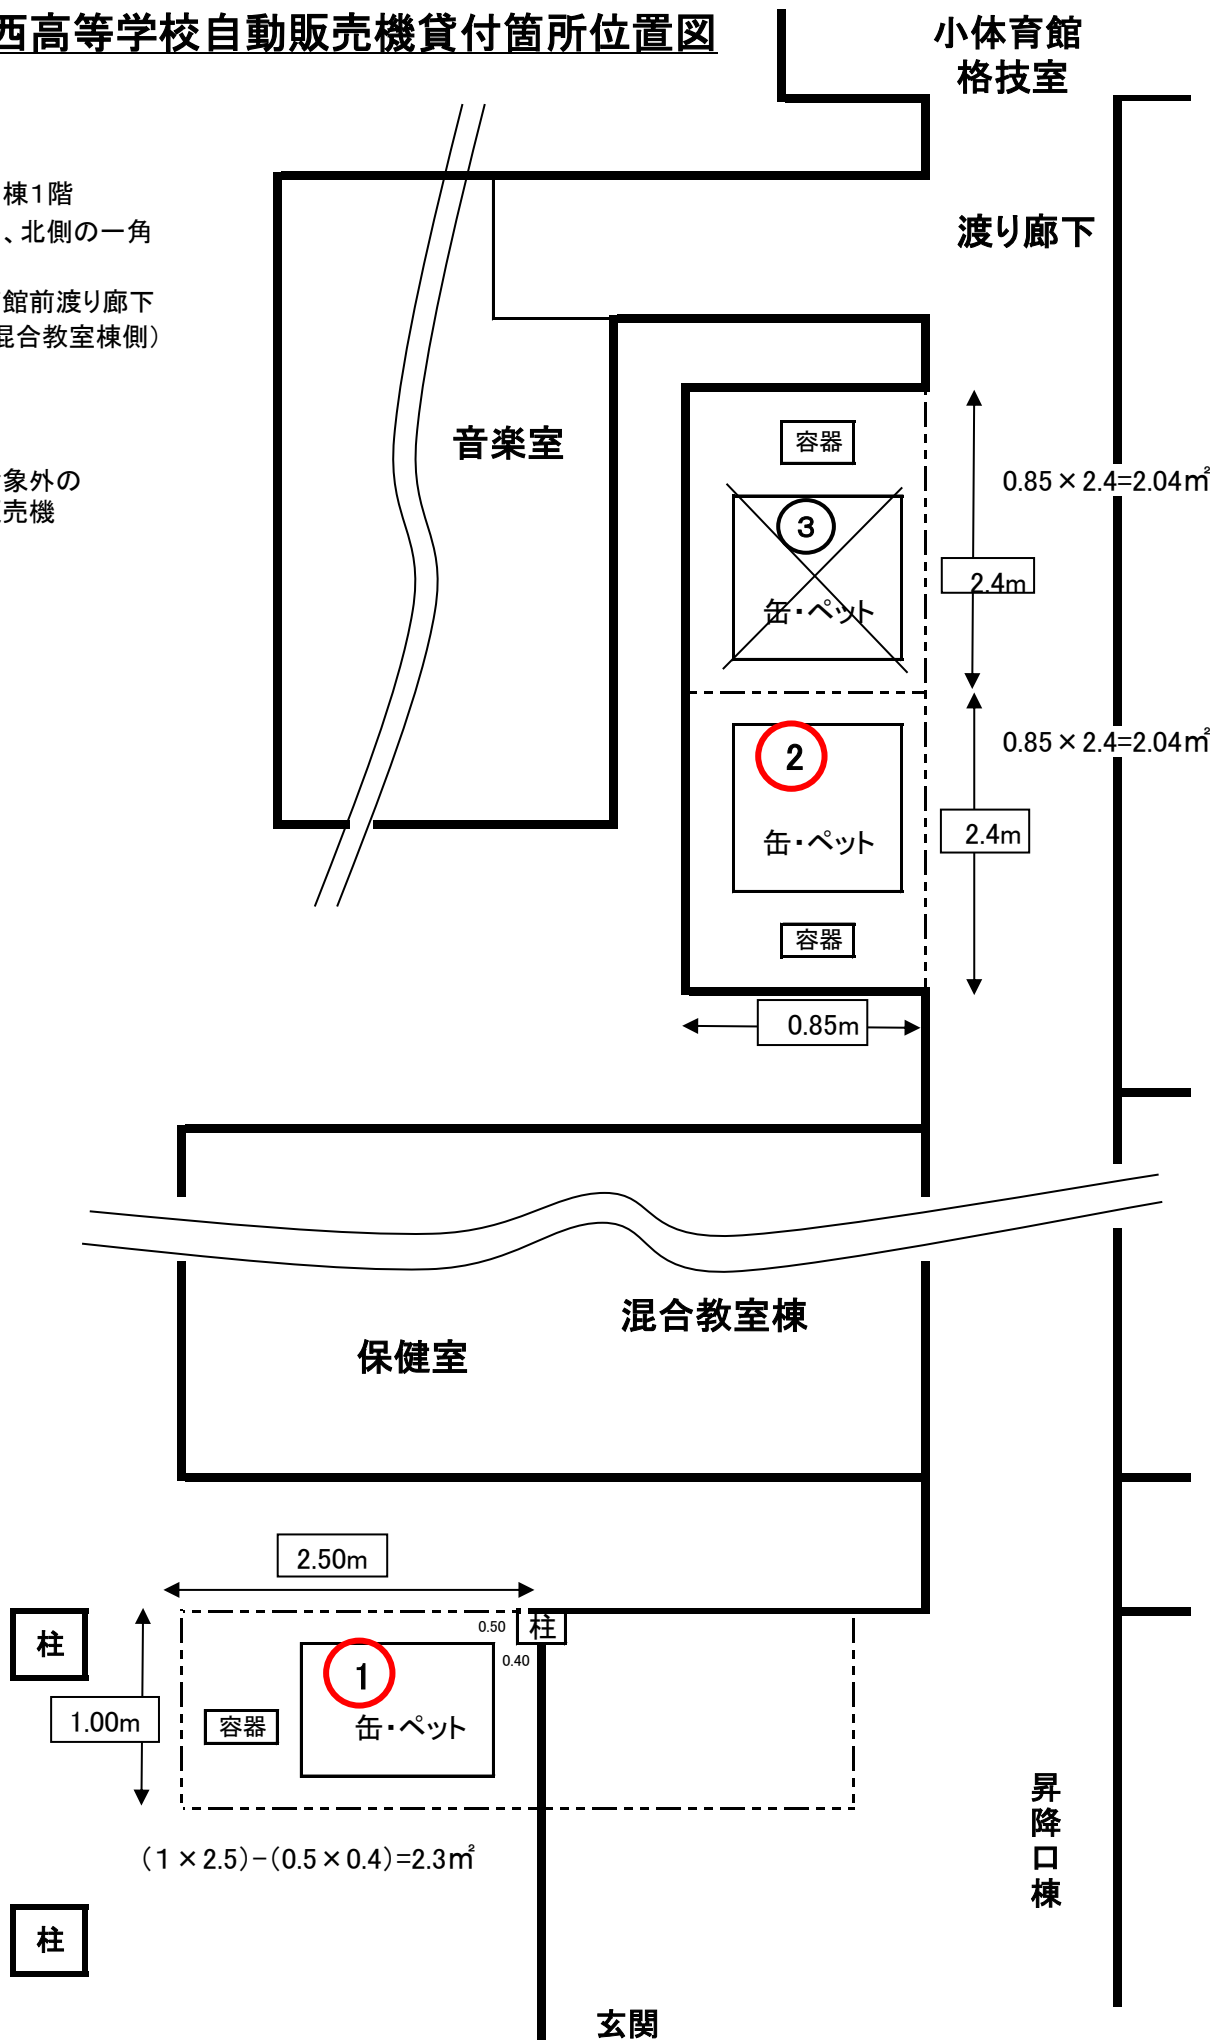 西高等学校自動販売機貸付箇所位置図
小体育館
格技室
棟1階
、北側の一角
渡り廊下
館前渡り廊下
混合教室棟側）
音楽室
容器
象外の
売機
0.85×2.4=2.04㎡
③
2.4m
缶・ペット
0.85×2.4=2.04㎡
2
2.4m
缶・ペット
容器
0.85m
混合教室棟
保健室
2.50m
0.50
柱
柱
0.40
1
1.00m
容器
缶・ペット
昇降口棟
（1×2.5）−（0.5×0.4）=2.3㎡
柱
玄関